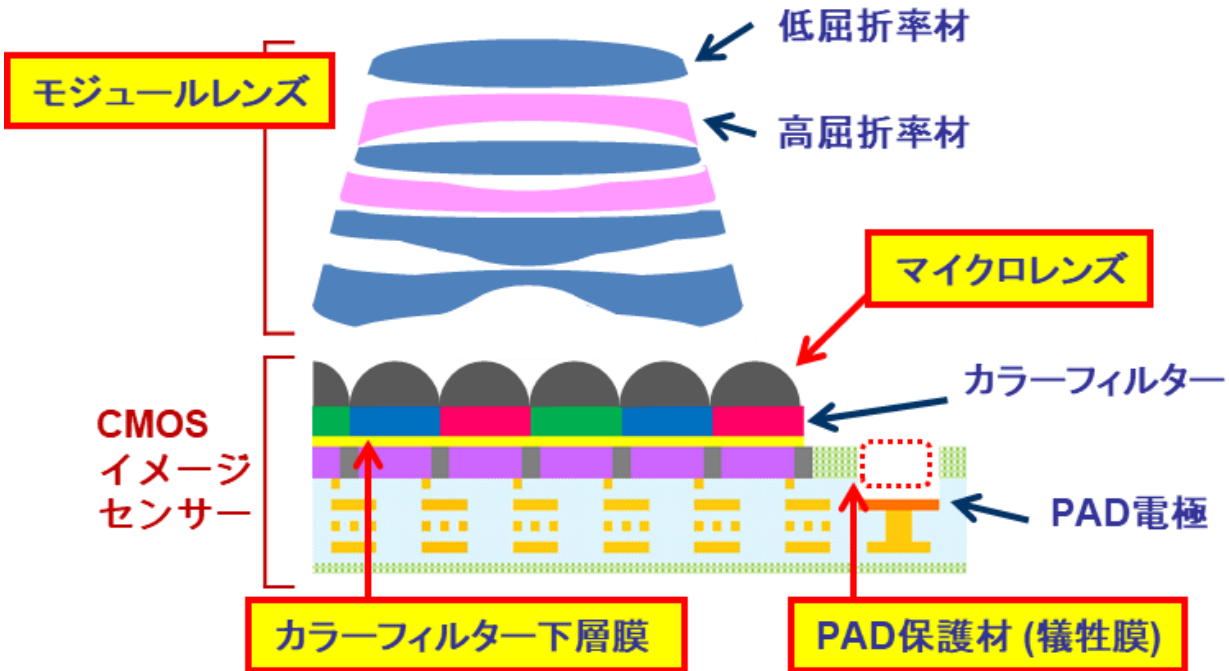 低屈折率材
モジュールレンズ
高屈折率材
マイクロレンズ
カラーフィルター
CMOS
イメージ
センサー
PAD電極
カラーフィルター下層膜
PAD保護材 (犠牲膜)